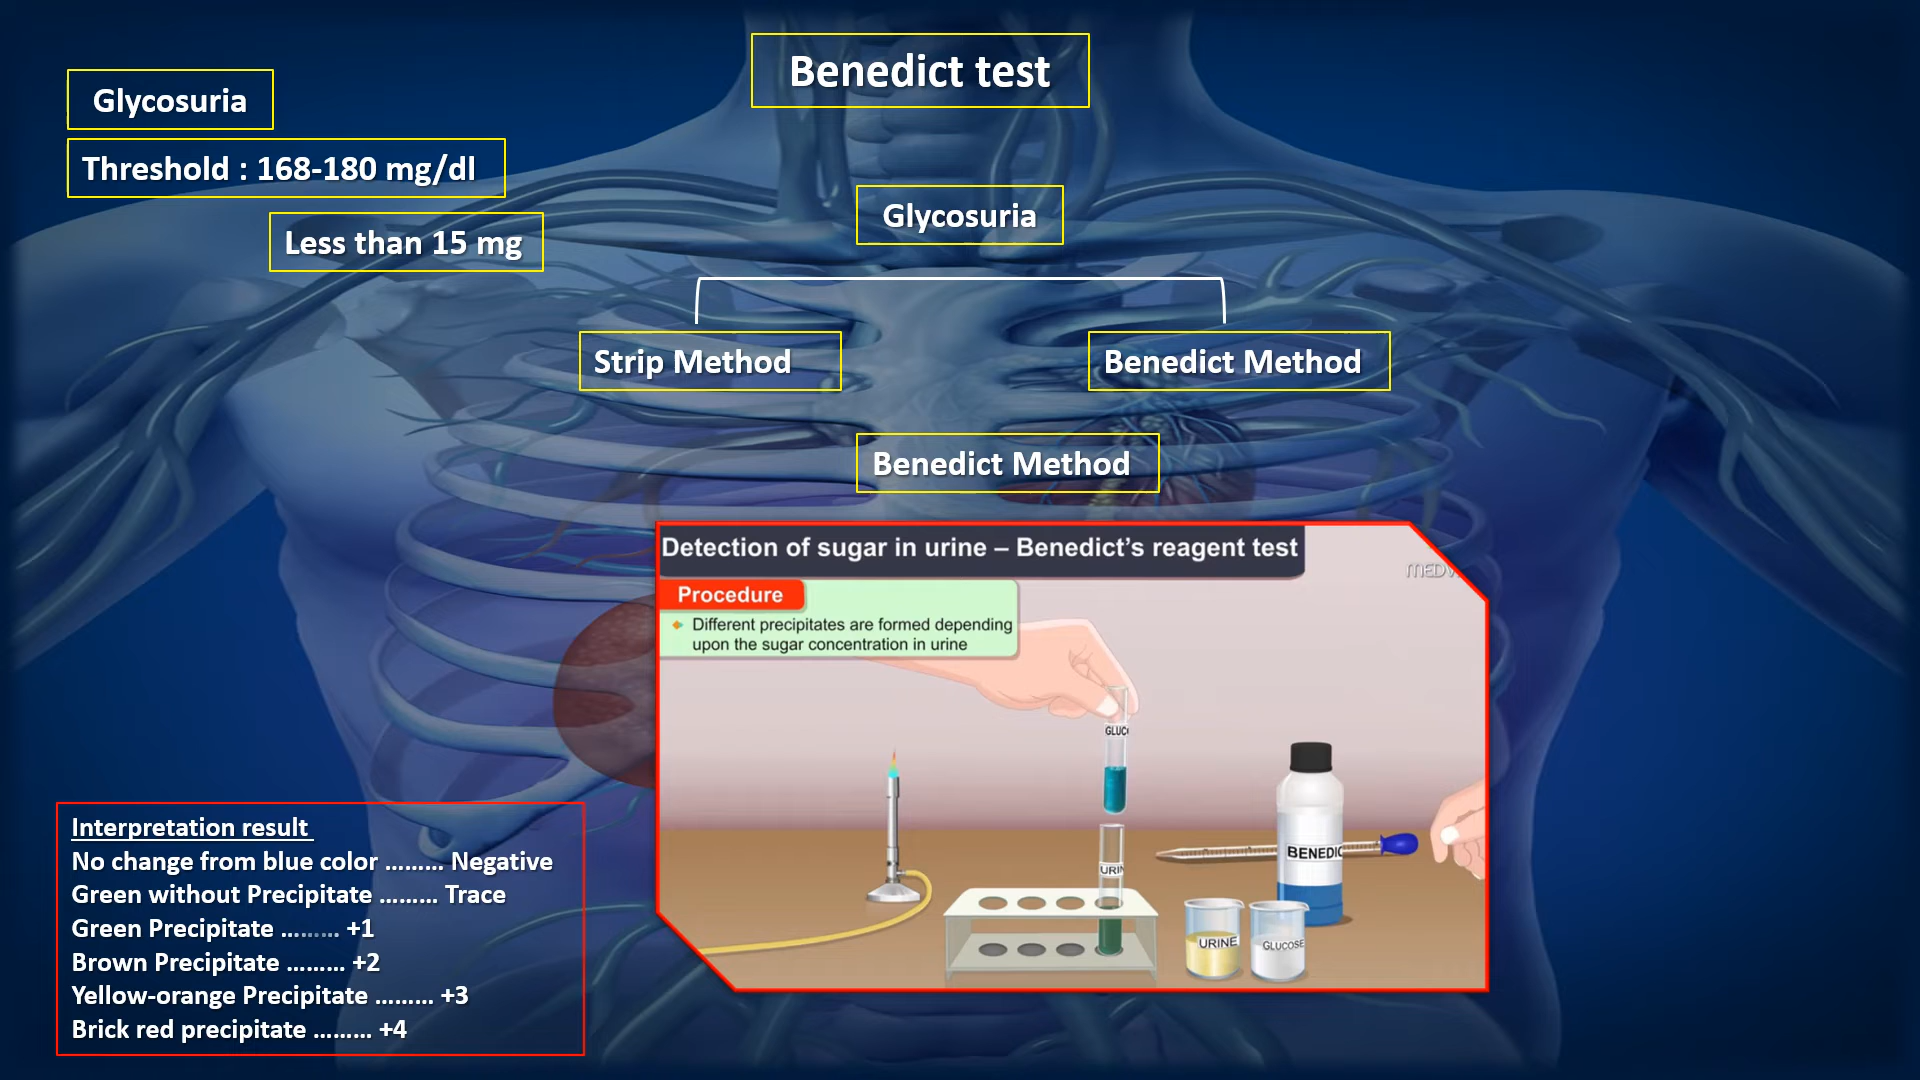 Benedict test
Glycosuria
Threshold : 168-180 mg/dl
Less than 15 mg
Glycosuria
Strip Method
Benedict Method
Benedict Method
Detection of sugar in urine – Benedict's reagent test
Procedure
Different precipitates are formed depending
upon the sugar concentration in urine
GLUC
URIN
BENEDIC
URINE
GLUCOSE
Interpretation result
No change from blue color ......... Negative
Green without Precipitate ......... Trace
Green Precipitate ......... +1
Brown Precipitate ......... +2
Yellow-orange Precipitate ......... +3
Brick red precipitate ......... +4